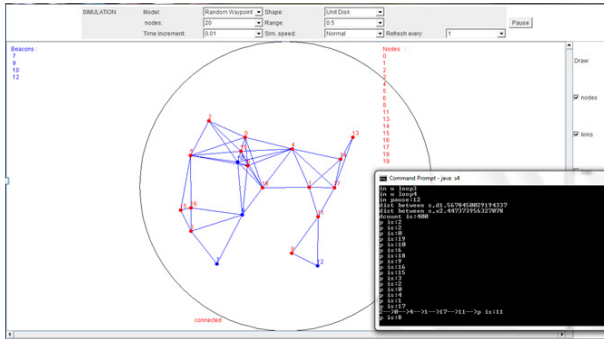 SIMULATION Model: Random Waypoint Shape: Unit Disk
nodes: 20 Range: 0.5 Pause
Time Increment: 0.01 Sim. speed: Normal Refresh every: 1
Beacons :
7
9
10
12
Nodes :
0
1
2
3
4
5
6
8
11
13
14
15
16
17
18
19
Draw:
nodes
links
13
connected
Command Prompt - java s4
in u loop3
in u loop4
in pause:12
dist between s,d1.5678450029194337
dist between s,x2.447373956327078
dcount is:400
p is:2
p is:2
p is:0
p is:19
p is:10
p is:6
p is:18
p is:9
p is:16
p is:15
p is:3
p is:2
p is:0
p is:4
p is:1
p is:17
2-->0-->4-->1-->17-->11-->p is:11
p is:8